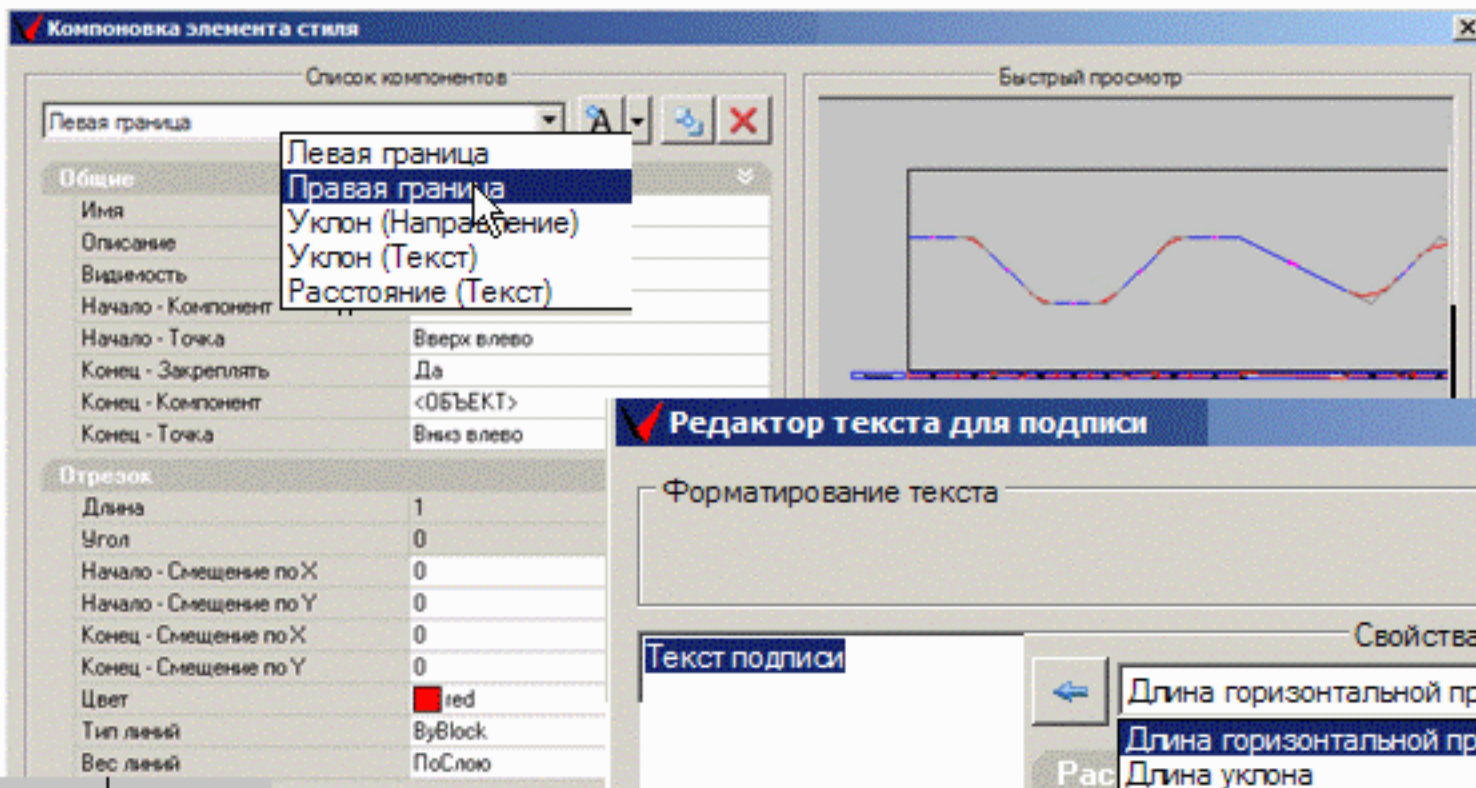 Компоновка элемента стиля
Список компонентов
Левая граница
A
Левая граница
Правая граница
Уклон (Направление)
Уклон (Текст)
Расстояние (Текст)
Общие
Имя
Описание
Видимость
Начало - Компонент
Начало - Точка Вверх влево
Конец - Закреплять Да
Конец - Компонент <ОБЪЕКТ>
Конец - Точка Вниз влево
Отрезок
Длина 1
Угол 0
Начало - Смещение по X 0
Начало - Смещение по Y 0
Конец - Смещение по X 0
Конец - Смещение по Y 0
Цвет red
Тип линий ByBlock
Вес линий ПоСлою
Быстрый просмотр
Редактор текста для подписи
Форматирование текста
Текст подписи
Свойства
Длина горизонтальной пр
Длина горизонтальной пр
Длина уклона
Рас